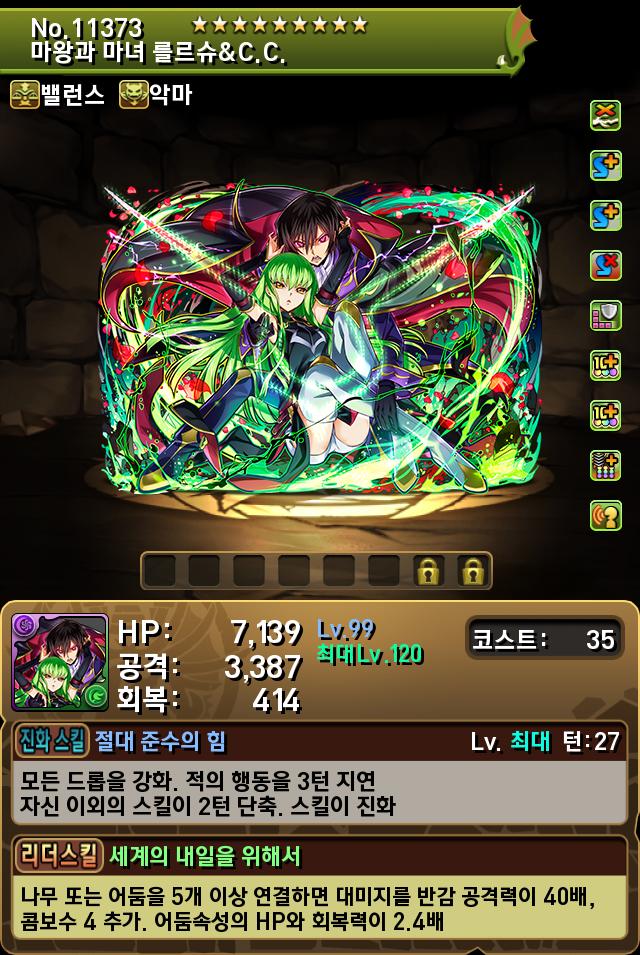 No.11373
마왕과 마녀 를르슈&C.C.
밸런스 악마
HP: 7,139 Lv.99
공격: 3,387 최대Lv.120
회복: 414
코스트: 35
진화 스킬 절대 준수의 힘 Lv. 최대 턴:27
모든 드롭을 강화. 적의 행동을 3턴 지연
자신 이외의 스킬이 2턴 단축. 스킬이 진화
리더스킬 세계의 내일을 위해서
나무 또는 어둠을 5개 이상 연결하면 대미지를 반감 공격력이 40배,
콤보수 4 추가. 어둠속성의 HP와 회복력이 2.4배